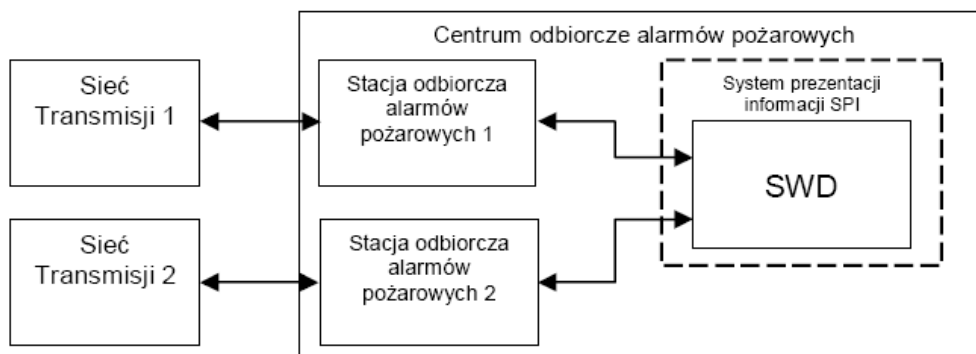 Centrum odbiorcze alarmów pożarowych
Sieć
Transmisji 1
Stacja odbiorcza
alarmów
pożarowych 1
System prezentacji
informacji SPI
SWD
Sieć
Transmisji 2
Stacja odbiorcza
alarmów
pożarowych 2